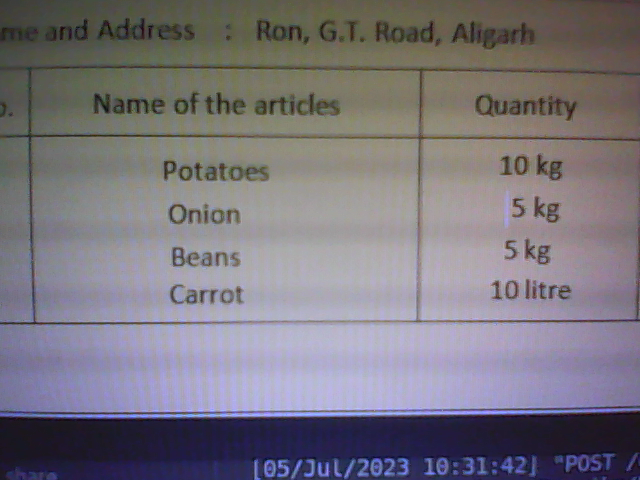 me and Address : Ron, G.T. Road, Aligarh
o. Name of the articles Quantity
Potatoes 10 kg
Onion 5 kg
Beans 5 kg
Carrot 10 litre
share [05/Jul/2023 10:31:42] "POST /